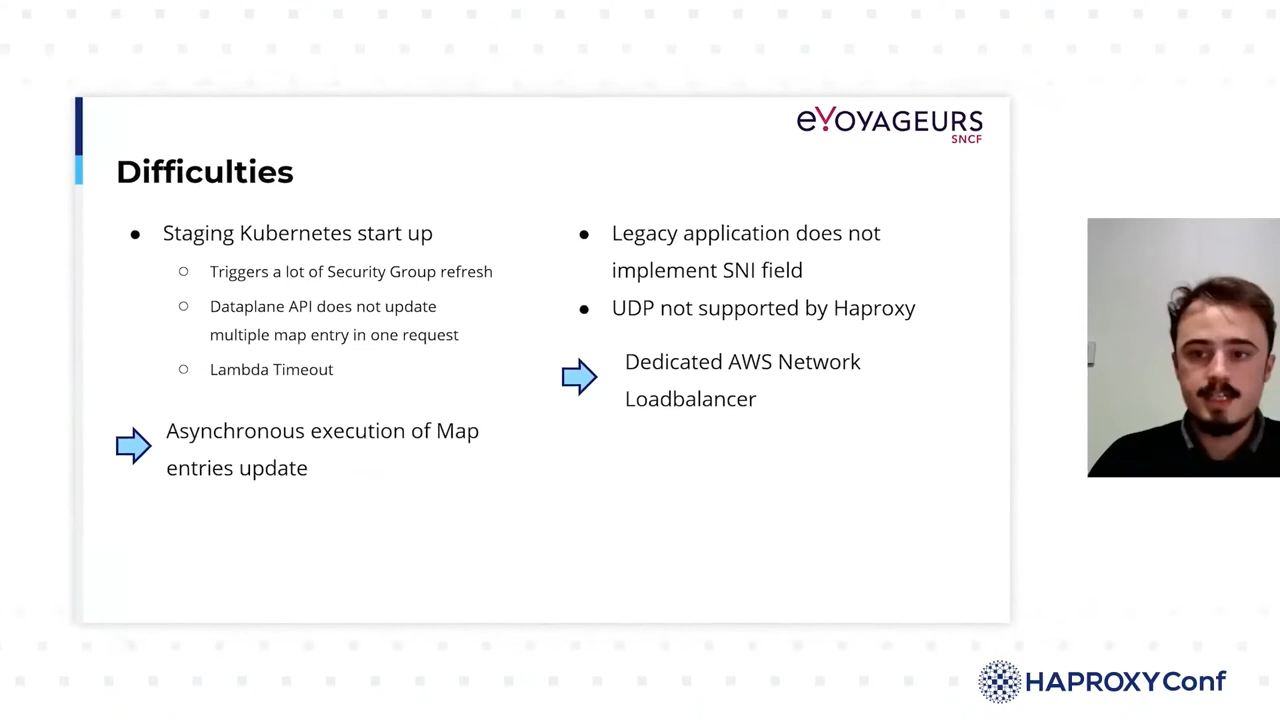 eVOYAGEURS
SNCF
Difficulties
● Staging Kubernetes start up
○ Triggers a lot of Security Group refresh
○ Dataplane API does not update
multiple map entry in one request
○ Lambda Timeout
Asynchronous execution of Map
entries update
● Legacy application does not
implement SNI field
● UDP not supported by Haproxy
Dedicated AWS Network
Loadbalancer
HAPROXYConf